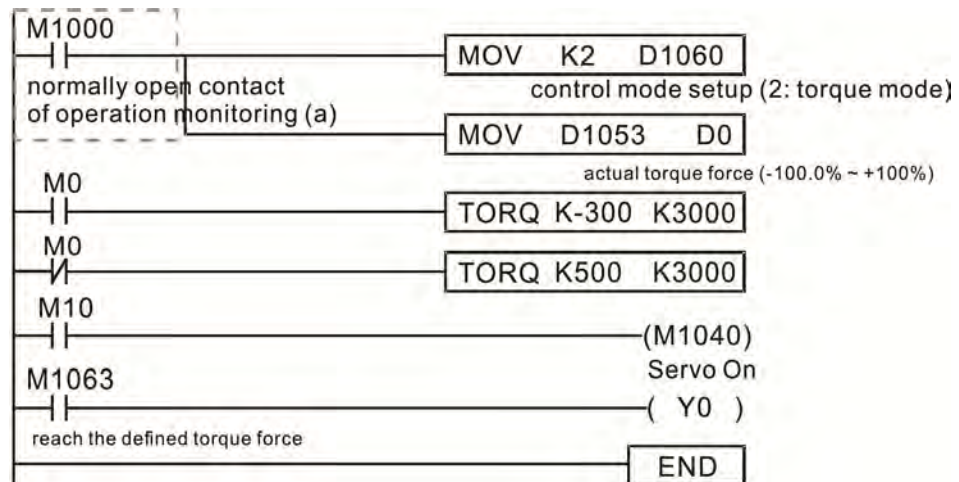 M1000
MOV K2 D1060
normally open contact
of operation monitoring (a)
control mode setup (2: torque mode)
MOV D1053 D0
actual torque force (-100.0% ~ +100%)
M0
TORQ K-300 K3000
M0
TORQ K500 K3000
M10
(M1040)
Servo On
M1063
( Y0 )
reach the defined torque force
END